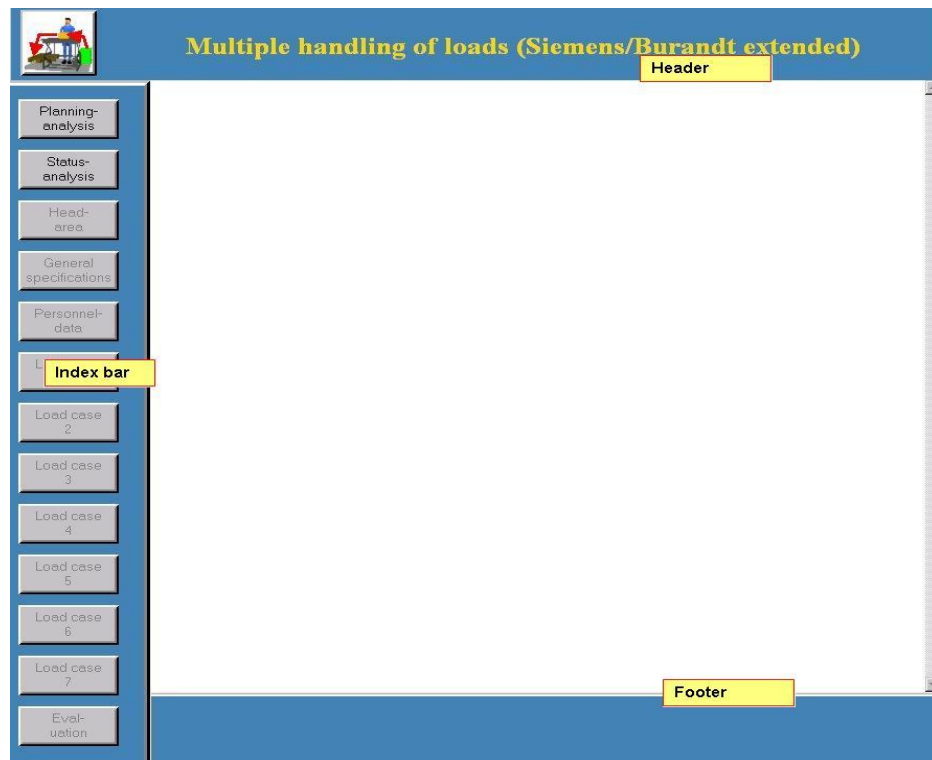 Multiple handling of loads (Siemens/Burandt extended)
Header
Planning-
analysis
Status-
analysis
Head-
area
General
specifications
Personnel-
data
L
Index bar
Load case
2
Load case
3
Load case
4
Load case
5
Load case
6
Load case
7
Footer
Eval-
uation